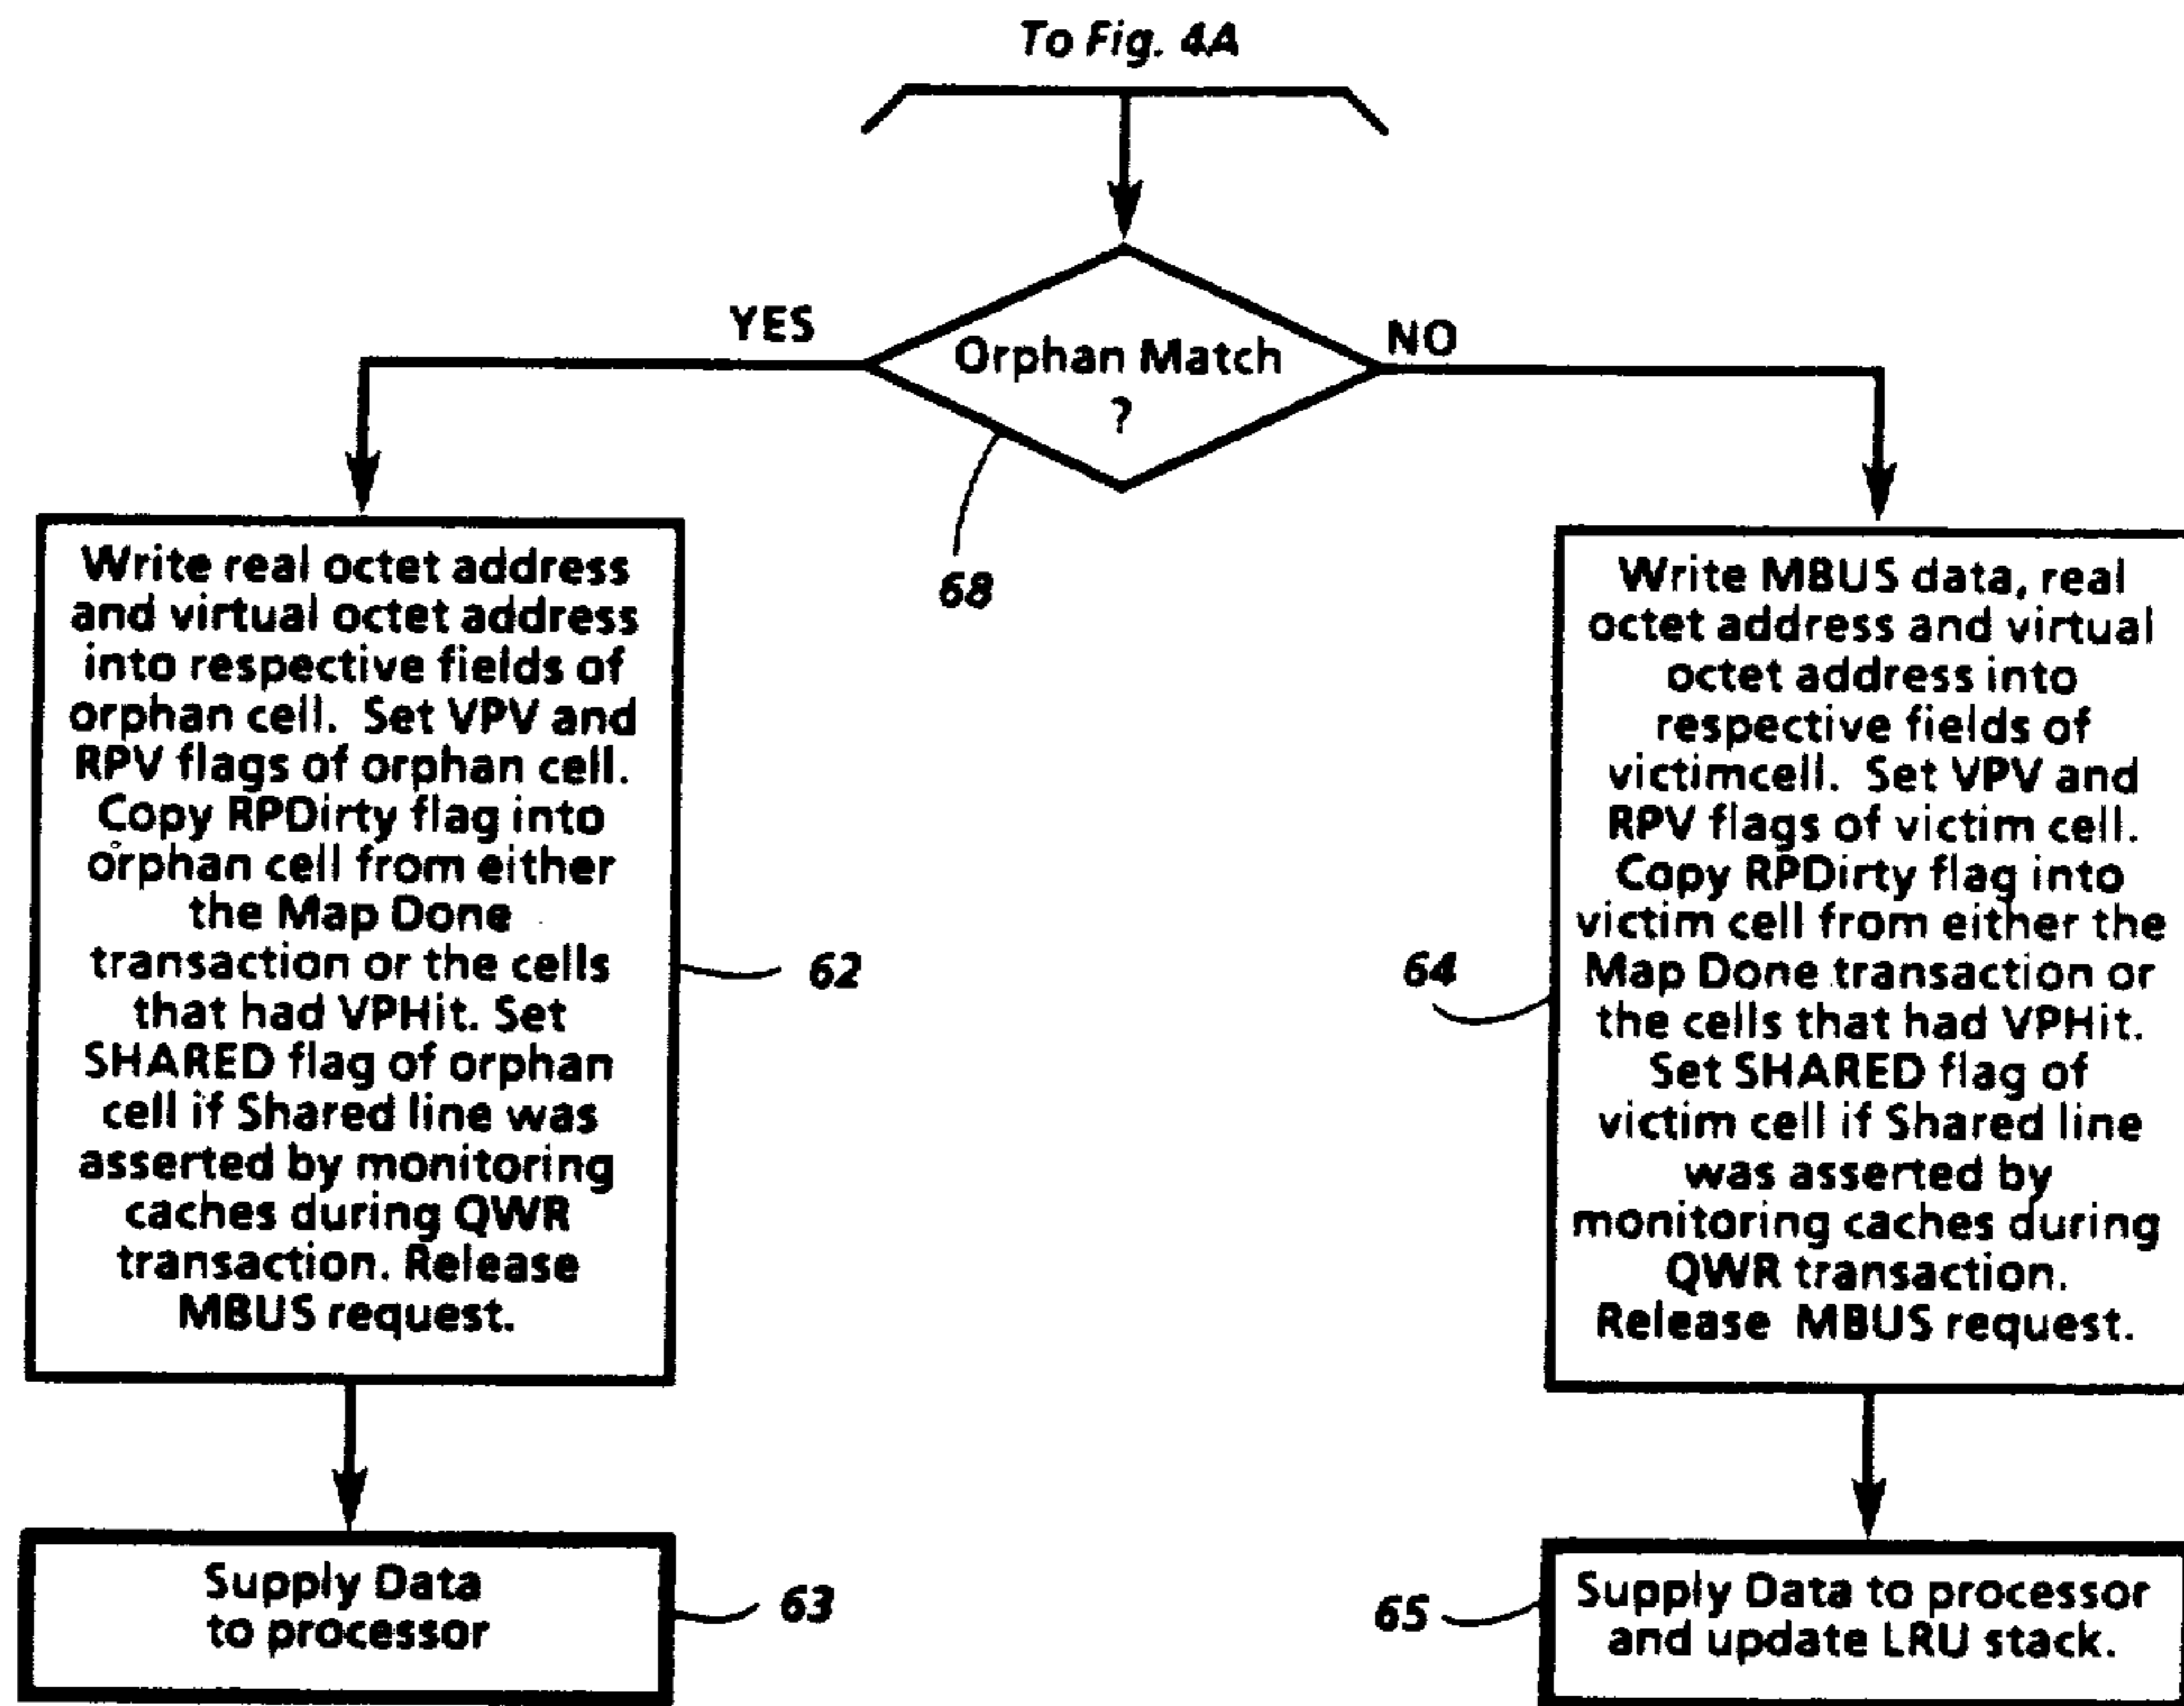 To Fig. 4A
YES
Orphan Match
?
NO
68
Write real octet address
and virtual octet address
into respective fields of
orphan cell. Set VPV and
RPV flags of orphan cell.
Copy RPDirty flag into
orphan cell from either
the Map Done
transaction or the cells
that had VPHit. Set
SHARED flag of orphan
cell if Shared line was
asserted by monitoring
caches during QWR
transaction. Release
MBUS request.
62
Write MBUS data, real
octet address and virtual
octet address into
respective fields of
victimcell. Set VPV and
RPV flags of victim cell.
Copy RPDirty flag into
victim cell from either the
Map Done transaction or
the cells that had VPHit.
Set SHARED flag of
victim cell if Shared line
was asserted by
monitoring caches during
QWR transaction.
Release MBUS request.
64
Supply Data
to processor
63
Supply Data to processor
and update LRU stack.
65